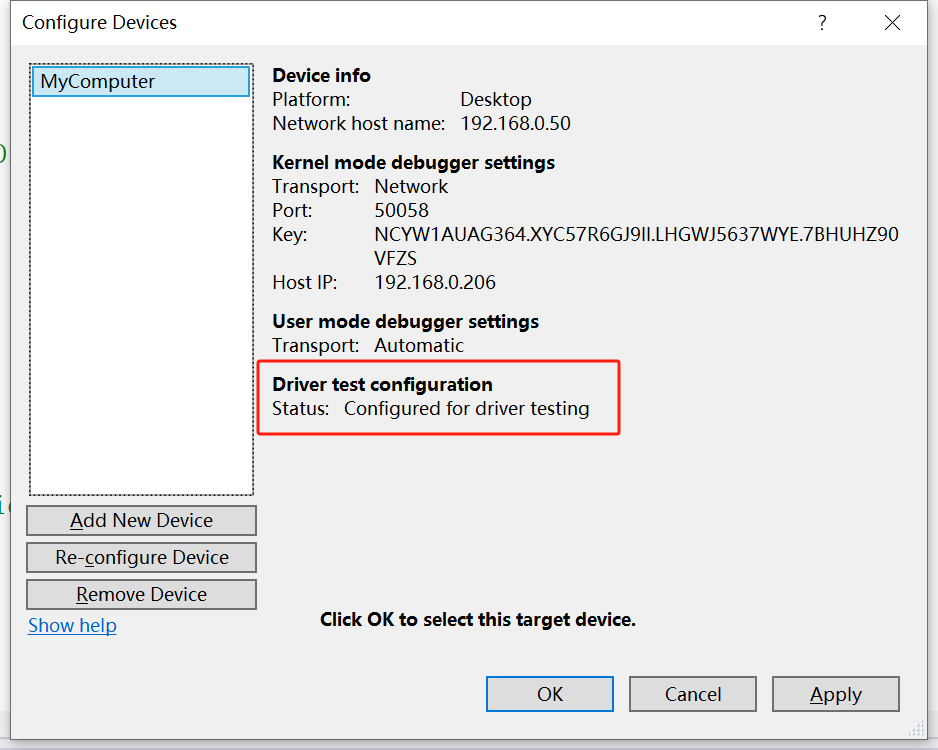 Configure Devices
?
MyComputer
Device info
Platform: Desktop
Network host name: 192.168.0.50
Kernel mode debugger settings
Transport: Network
Port: 50058
Key: NCYW1AUAG364.XYC57R6GJ9II.LHGWJ5637WYE.7BHUHZ90
VFZS
Host IP: 192.168.0.206
User mode debugger settings
Transport: Automatic
Driver test configuration
Status: Configured for driver testing
Add New Device
Re-configure Device
Remove Device
Show help
Click OK to select this target device.
OK
Cancel
Apply